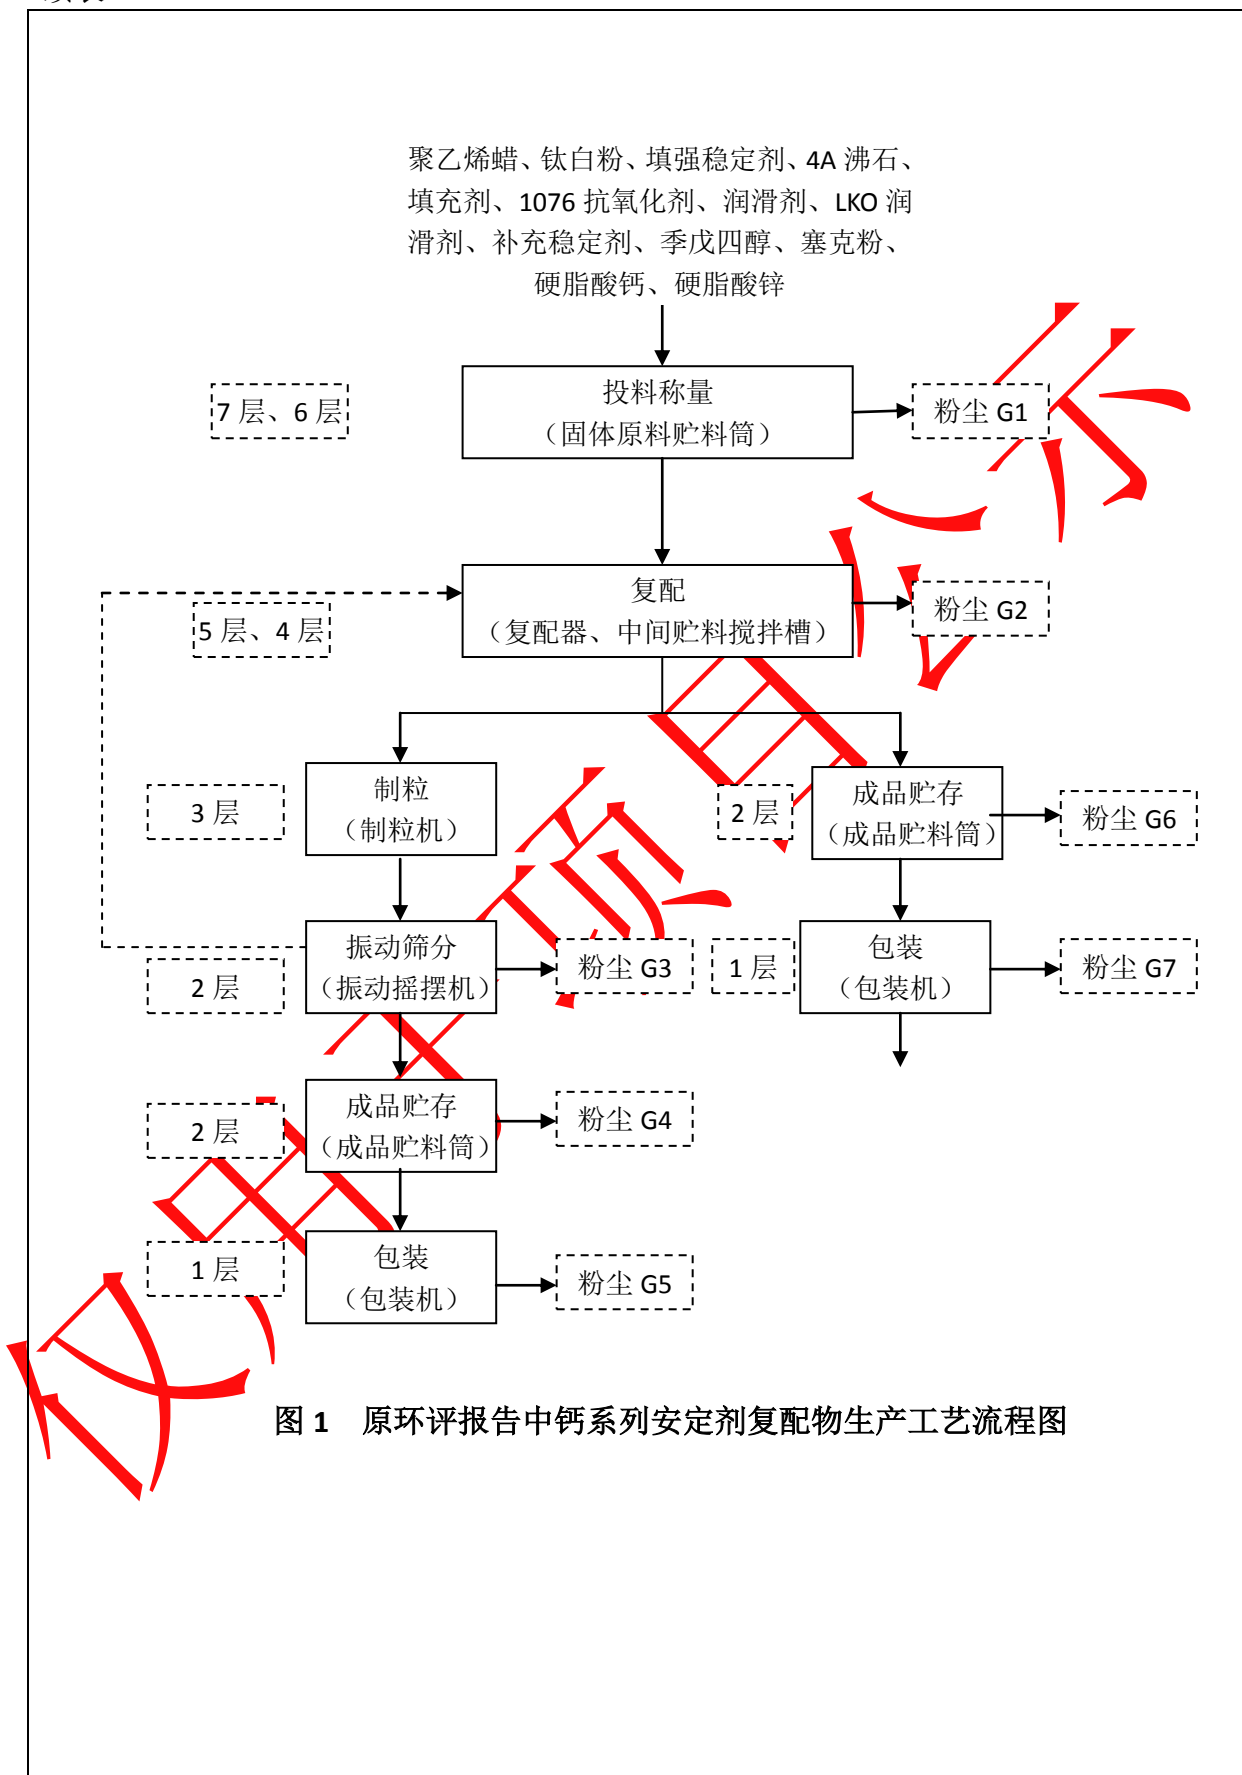 聚乙烯蜡、钛白粉、填强稳定剂、4A 沸石、
填充剂、1076 抗氧化剂、润滑剂、LKO 润
滑剂、补充稳定剂、季戊四醇、塞克粉、
硬脂酸钙、硬脂酸锌
7 层、6 层
投料称量
（固体原料贮料筒）
粉尘 G1
5 层、4 层
复配
（复配器、中间贮料搅拌槽）
粉尘 G2
3 层
制粒
（制粒机）
2 层
成品贮存
（成品贮料筒）
粉尘 G6
2 层
振动筛分
（振动摇摆机）
粉尘 G3
1 层
包装
（包装机）
粉尘 G7
2 层
成品贮存
（成品贮料筒）
粉尘 G4
1 层
包装
（包装机）
粉尘 G5
图 1 原环评报告中钙系列安定剂复配物生产工艺流程图